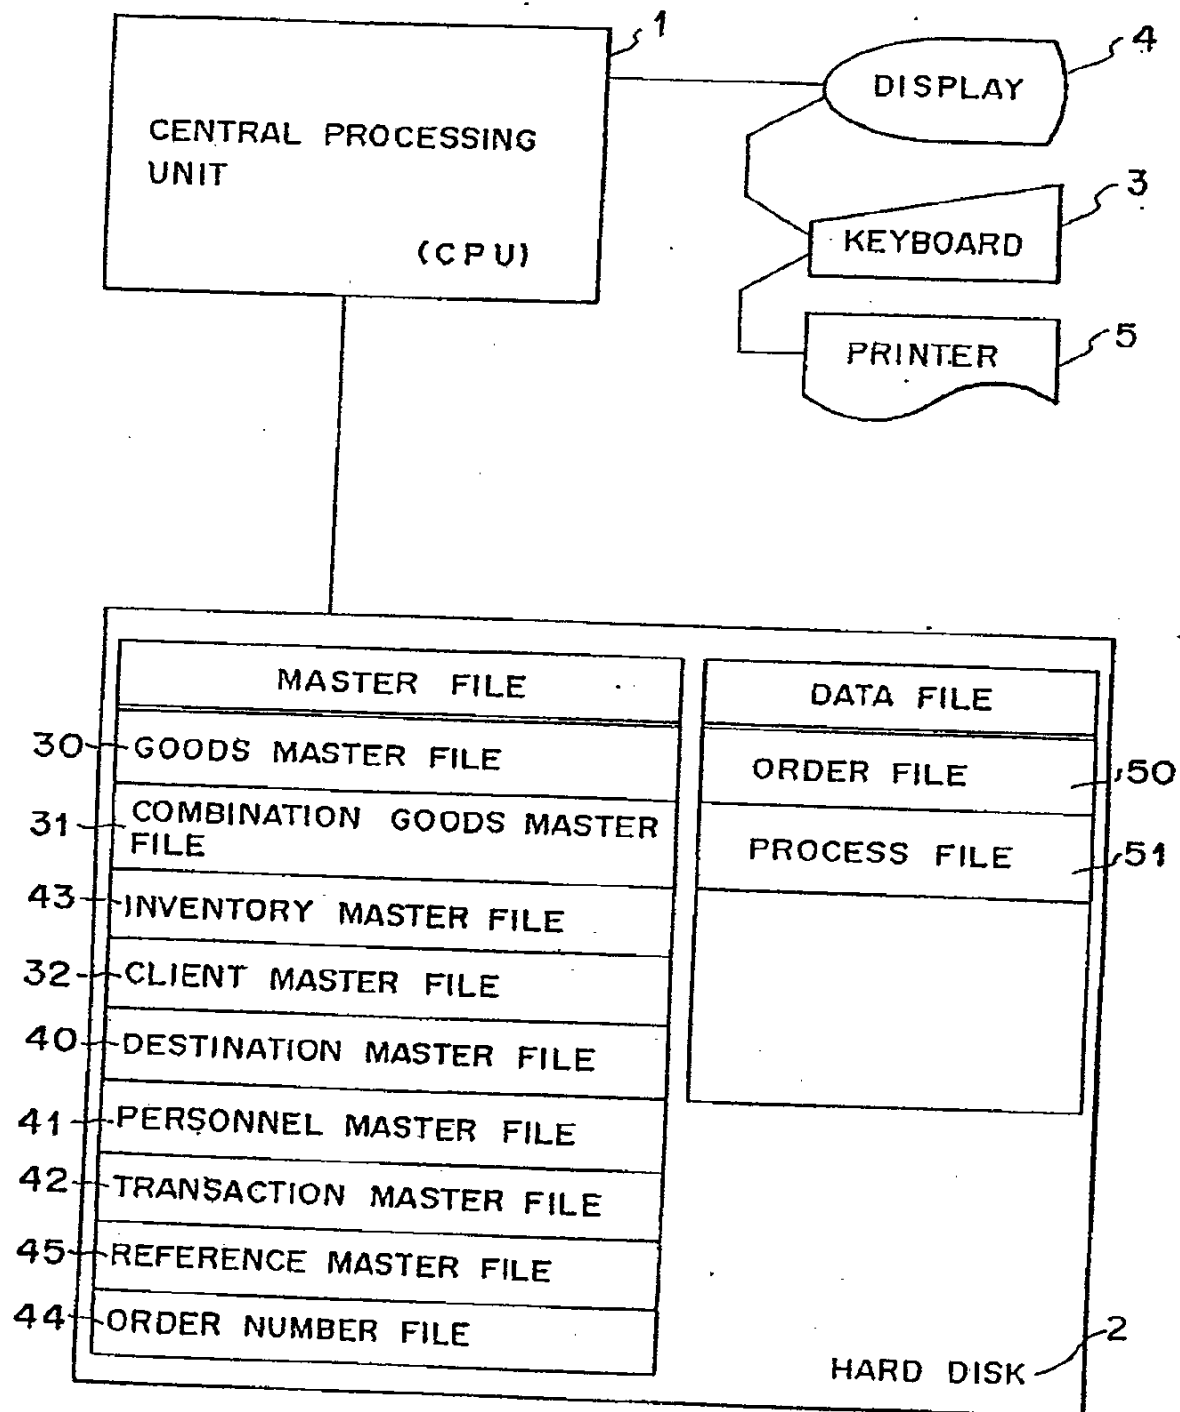 1
CENTRAL PROCESSING
UNIT
(CPU)
DISPLAY
4
KEYBOARD
3
PRINTER
5
MASTER FILE
30 GOODS MASTER FILE
31 COMBINATION GOODS MASTER
FILE
43 INVENTORY MASTER FILE
32 CLIENT MASTER FILE
40 DESTINATION MASTER FILE
41 PERSONNEL MASTER FILE
42 TRANSACTION MASTER FILE
45 REFERENCE MASTER FILE
44 ORDER NUMBER FILE
DATA FILE
ORDER FILE 50
PROCESS FILE 51
HARD DISK 2